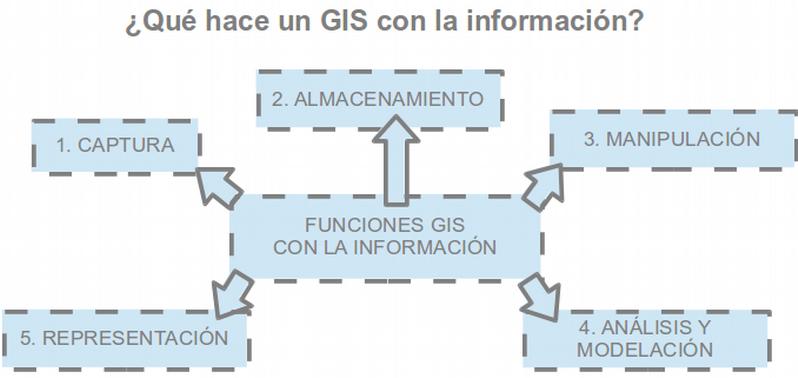 ¿Qué hace un GIS con la información?
2. ALMACENAMIENTO
1. CAPTURA
3. MANIPULACIÓN
FUNCIONES GIS
CON LA INFORMACIÓN
5. REPRESENTACIÓN
4. ANÁLISIS Y
MODELACIÓN